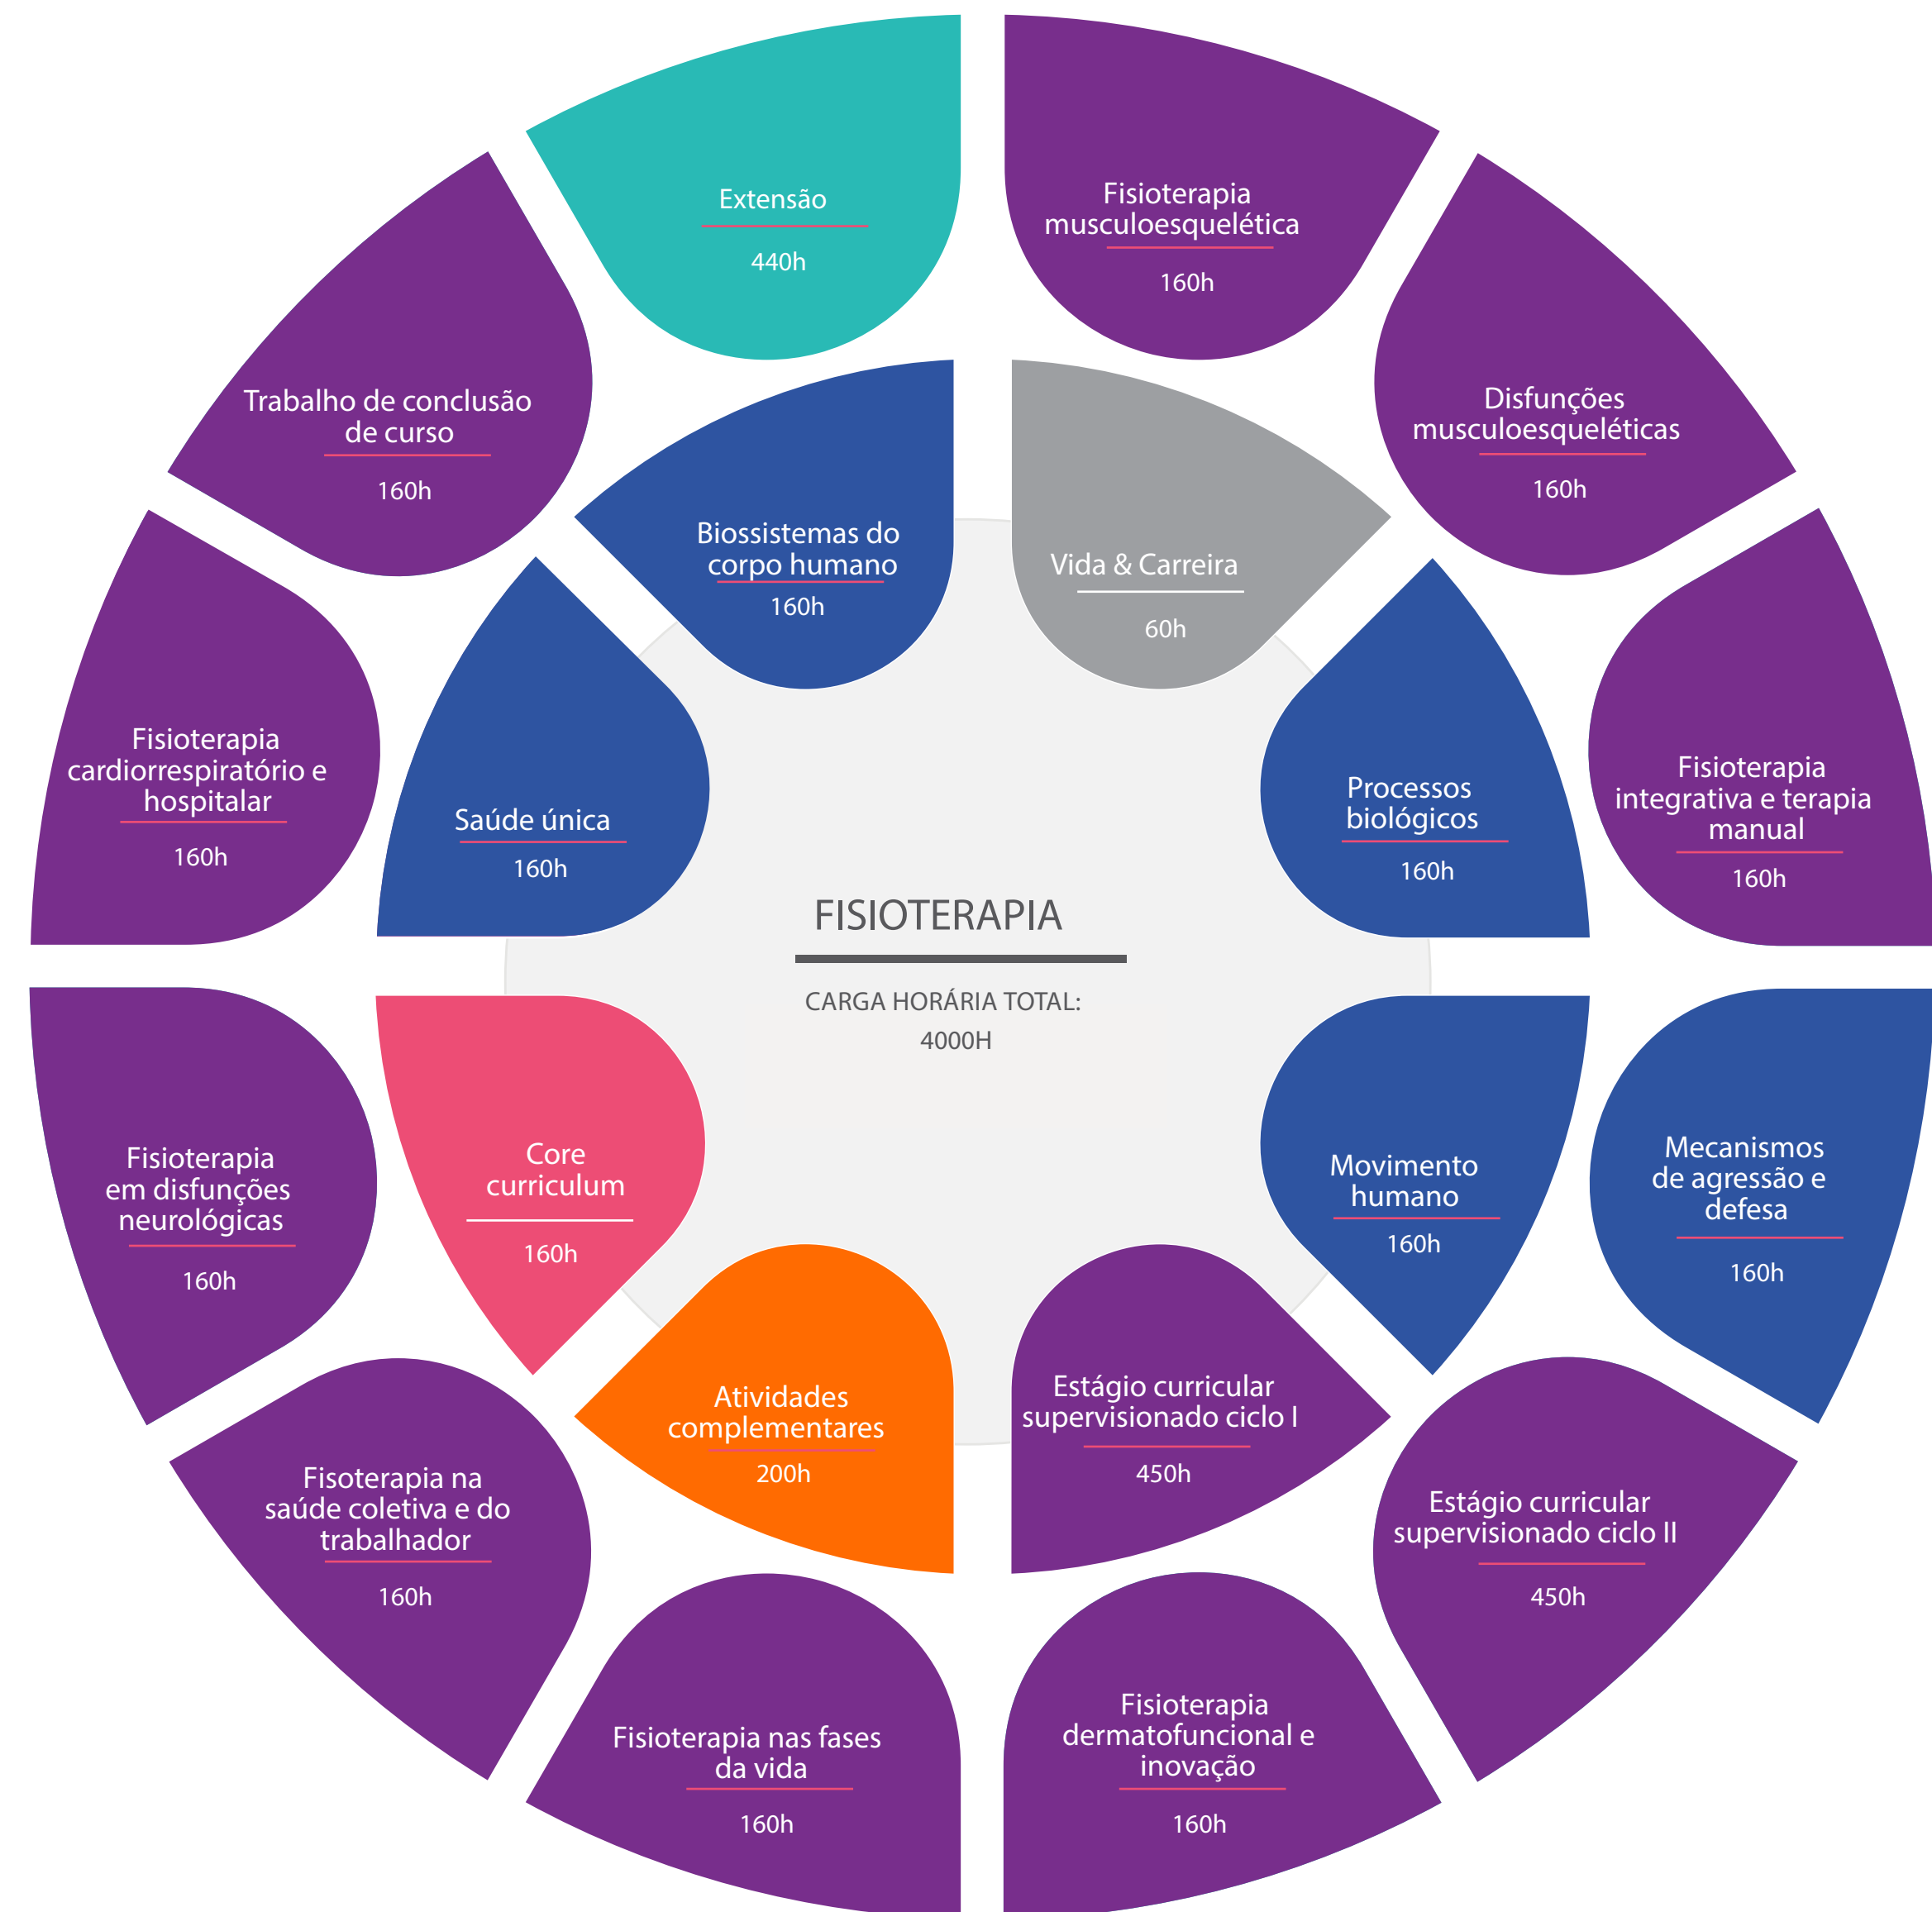 Extensão
440h
Fisioterapia
musculoesquelética
160h
Disfunções
musculoesqueléticas
160h
Fisioterapia
integrativa e terapia
manual
160h
Mecanismos
de agressão e
defesa
160h
Estágio curricular
supervisionado ciclo II
450h
Fisioterapia
dermatofuncional e
inovação
160h
Fisioterapia nas fases
da vida
160h
Fisoterapia na
saúde coletiva e do
trabalhador
160h
Fisioterapia
em disfunções
neurológicas
160h
Fisioterapia
cardiorrespiratório e
hospitalar
160h
Trabalho de conclusão
de curso
160h
Biossistemas do
corpo humano
160h
Vida & Carreira
60h
Processos
biológicos
160h
Movimento
humano
160h
Estágio curricular
supervisionado ciclo I
450h
Atividades
complementares
200h
Core
curriculum
160h
Saúde única
160h
FISIOTERAPIA
CARGA HORÁRIA TOTAL:
4000H